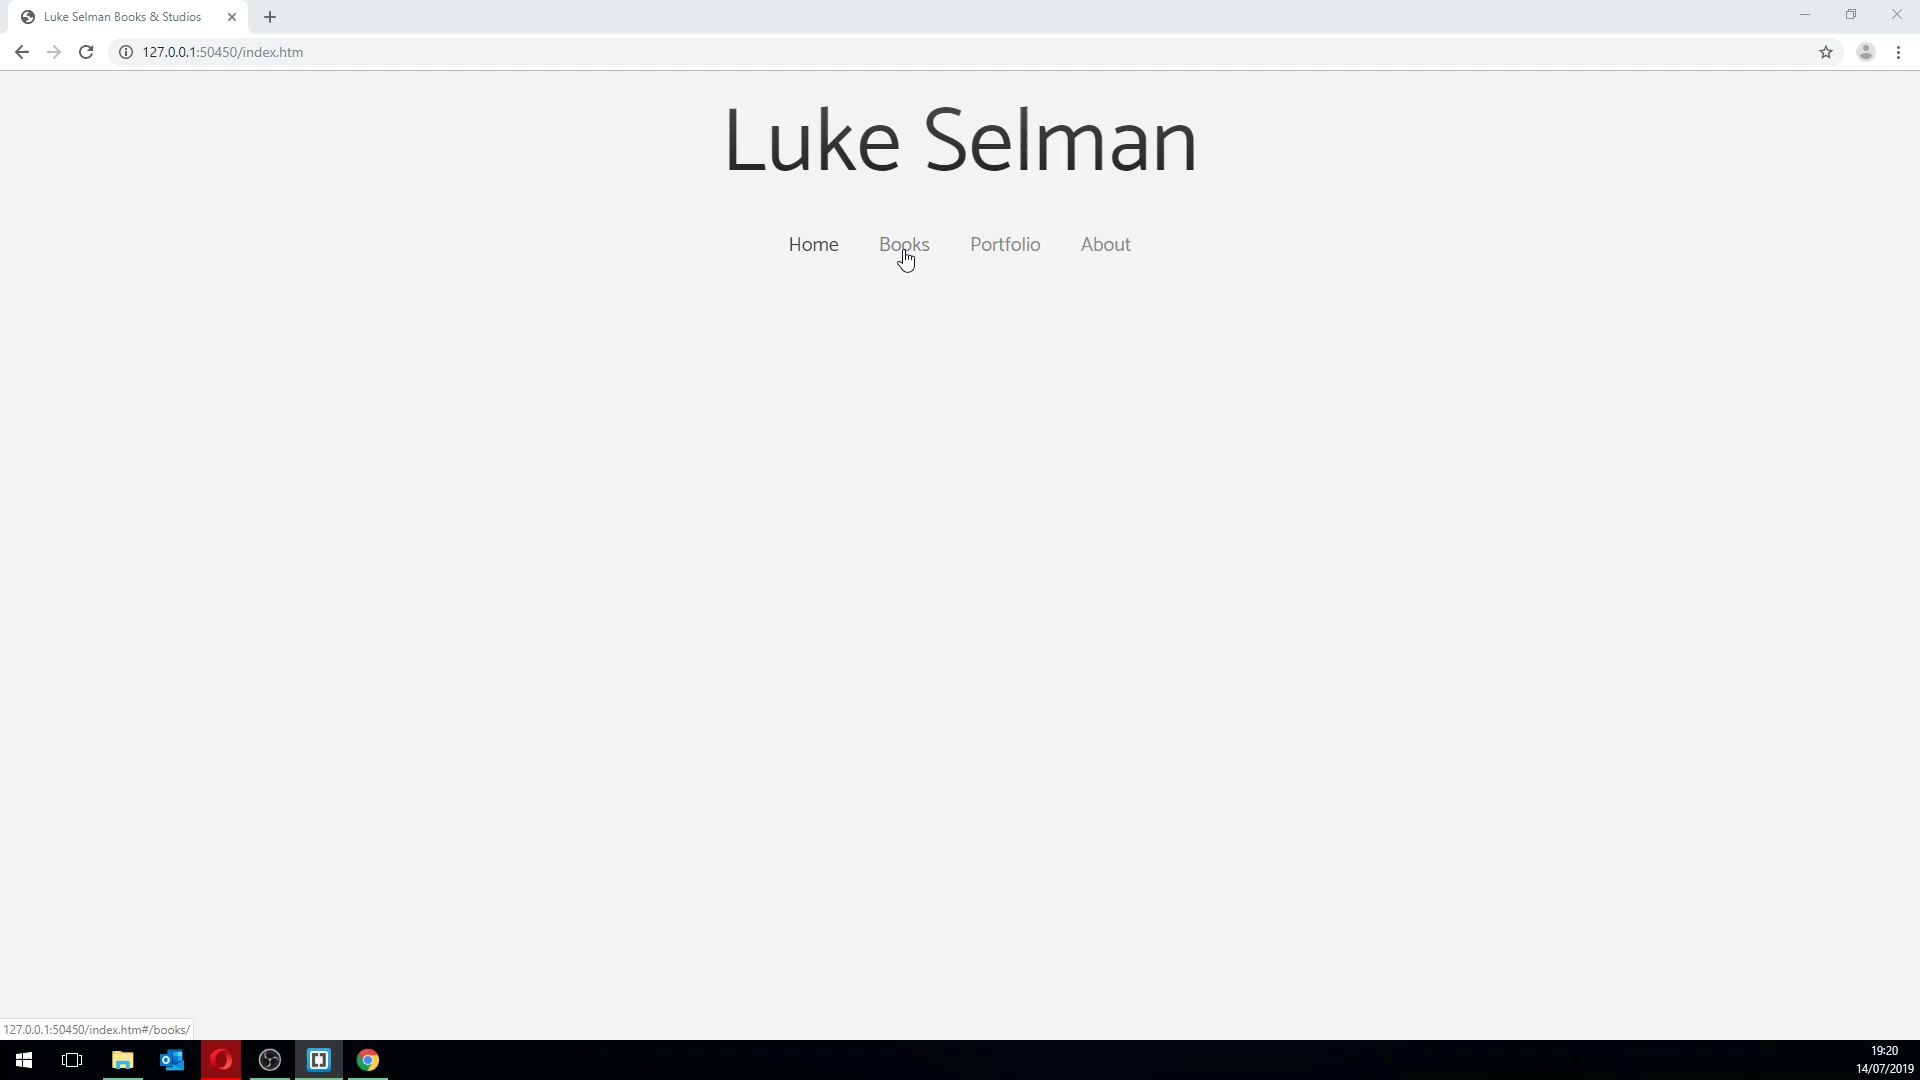 Luke Selman Books & Studios
127.0.0.1:50450/index.htm
Luke Selman
Home Books Portfolio About
127.0.0.1:50450/index.htm#/books/
19:20
14/07/2019